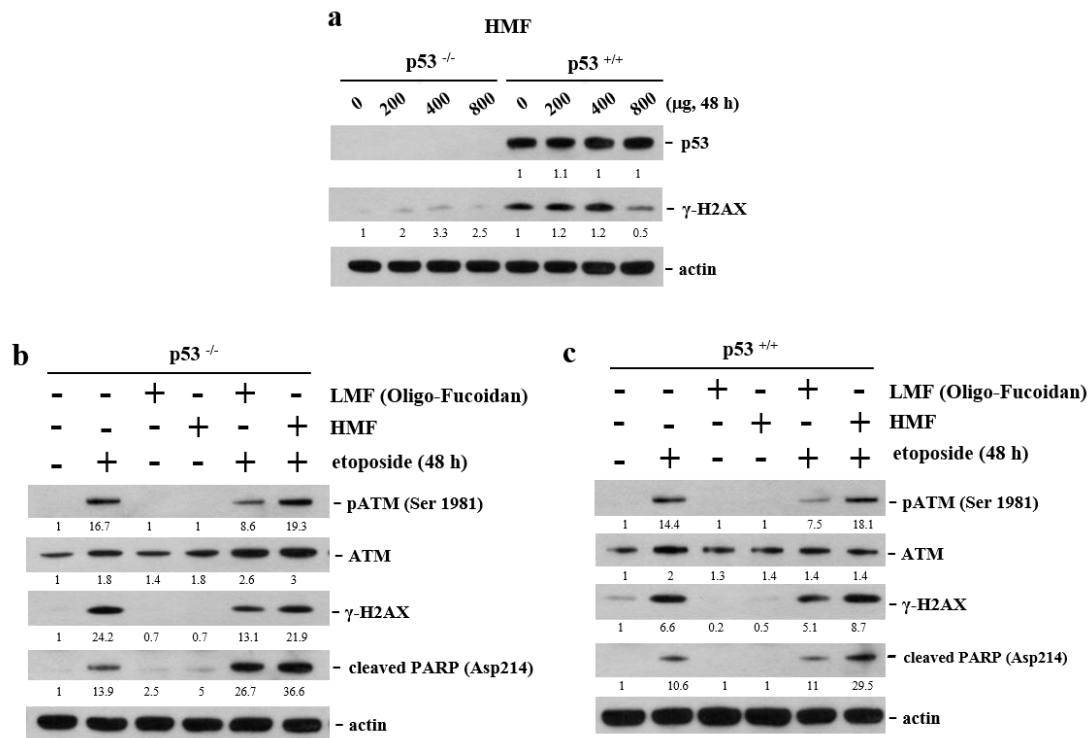 a
HMF
p53 -/- p53 +/+
0 200 400 800 0 200 400 800 (μg, 48 h)
- p53
1 1.1 1 1
- γ-H2AX
1 2 3.3 2.5 1 1.2 1.2 0.5
- actin
b
p53 -/-
- - + - + - LMF (Oligo-Fucoidan)
- - - + - + HMF
- + - - + + etoposide (48 h)
- pATM (Ser 1981)
1 16.7 1 1 8.6 19.3
- ATM
1 1.8 1.4 1.8 2.6 3
- γ-H2AX
1 24.2 0.7 0.7 13.1 21.9
- cleaved PARP (Asp214)
1 13.9 2.5 5 26.7 36.6
- actin
c
p53 +/+
- - + - + - LMF (Oligo-Fucoidan)
- - - + - + HMF
- + - - + + etoposide (48 h)
- pATM (Ser 1981)
1 14.4 1 1 7.5 18.1
- ATM
1 2 1.3 1.4 1.4 1.4
- γ-H2AX
1 6.6 0.2 0.5 5.1 8.7
- cleaved PARP (Asp214)
1 10.6 1 1 11 29.5
- actin